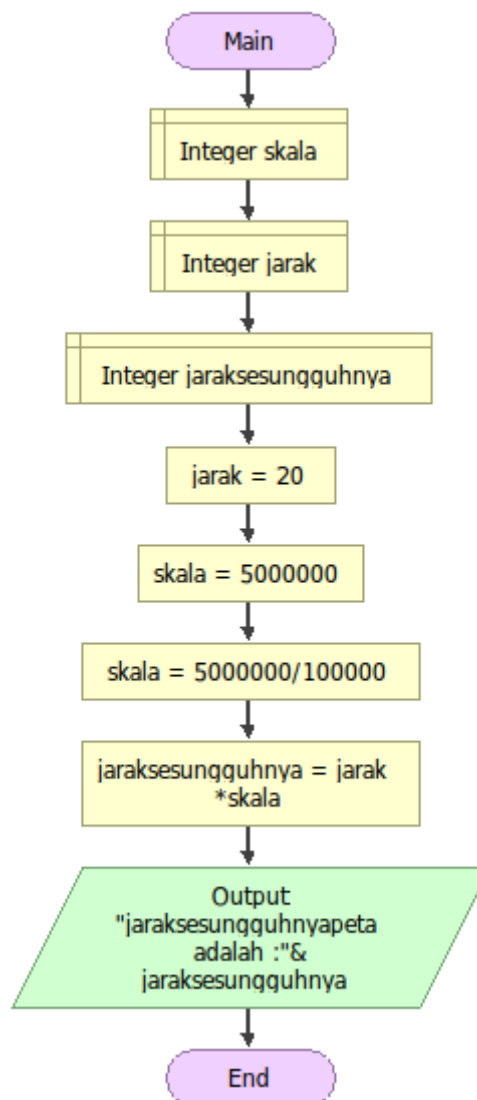 Main
Integer skala
Integer jarak
Integer jaraksesungguhnya
jarak = 20
skala = 5000000
skala = 5000000/100000
jaraksesungguhnya = jarak
*skala
Output
"jaraksesungguhnyapeta
adalah :"&
jaraksesungguhnya
End